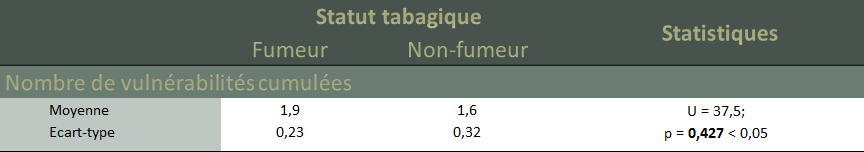 Statut tabagique
Statistiques
Fumeur Non-fumeur
Nombre de vulnérabilités cumulées
Moyenne 1,9 1,6 U = 37,5;
Ecart-type 0,23 0,32 p = 0,427 < 0,05